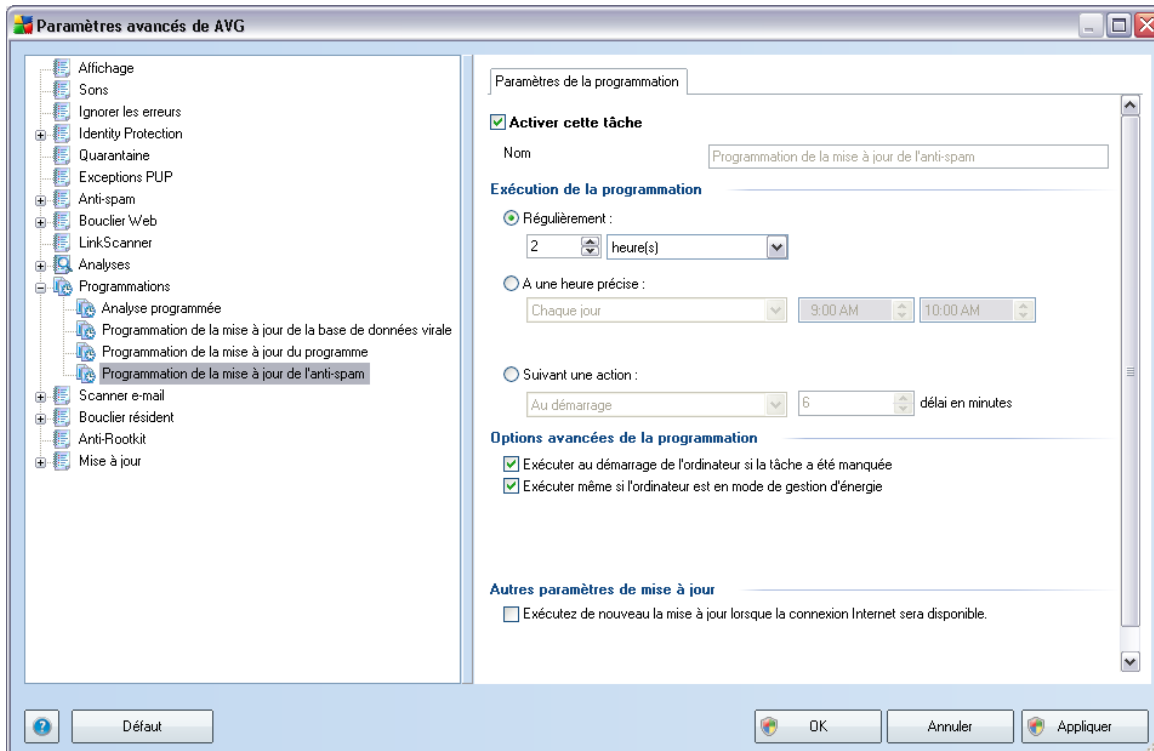 Paramètres avancés de AVG
Affichage
Sons
Ignorer les erreurs
Identity Protection
Quarantaine
Exceptions PUP
Anti-spam
Bouclier Web
LinkScanner
Analyses
Programmations
Analyse programmée
Programmation de la mise à jour de la base de données virale
Programmation de la mise à jour du programme
Programmation de la mise à jour de l'anti-spam
Scanner e-mail
Bouclier résident
Anti-Rootkit
Mise à jour
Paramètres de la programmation
Activer cette tâche
Nom Programmation de la mise à jour de l'anti-spam
Exécution de la programmation
Régulièrement :
2 heure(s)
A une heure précise :
Chaque jour 9:00 AM 10:00 AM
Suivant une action :
Au démarrage 6 délai en minutes
Options avancées de la programmation
Exécuter au démarrage de l'ordinateur si la tâche a été manquée
Exécuter même si l'ordinateur est en mode de gestion d'énergie
Autres paramètres de mise à jour
Exécutez de nouveau la mise à jour lorsque la connexion Internet sera disponible.
? Défaut OK Annuler Appliquer